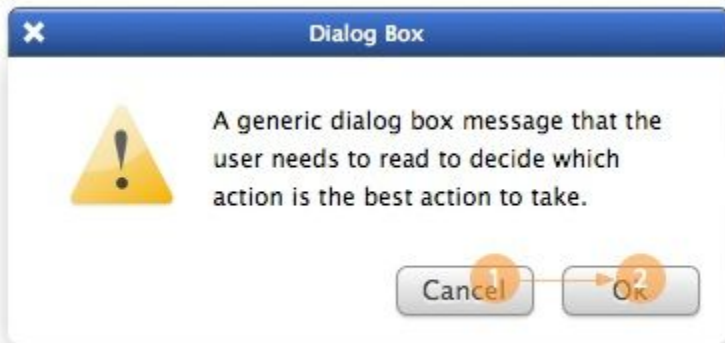 Dialog Box
A generic dialog box message that the
user needs to read to decide which
action is the best action to take.
Cancel 1 Ok 2